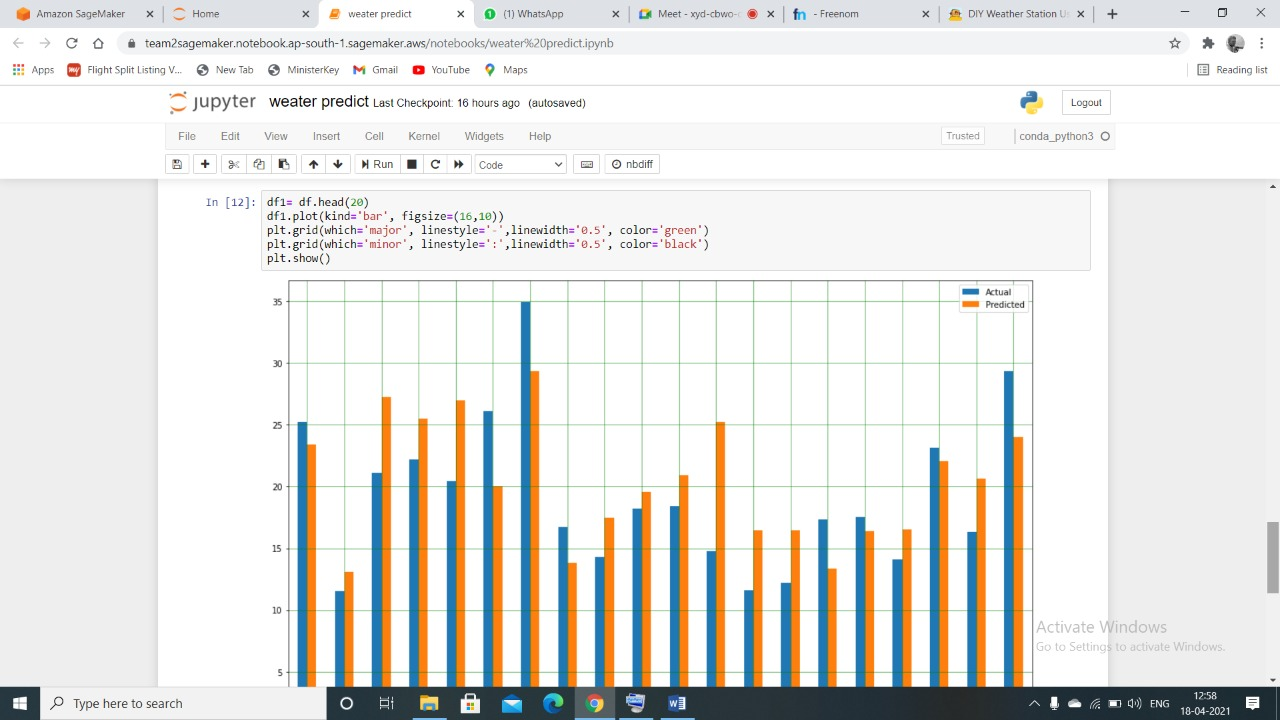 Amazon SageMaker
Home
weater predict
(1) WhatsApp
Meet - xyd-cbwo-
- Freenom
DIY Weather Station U
team2sagemaker.notebook.ap-south-1.sagemaker.aws/notebooks/weater%20predict.ipynb
Apps
Flight Split Listing V...
New Tab
MinisterKey
Gmail
YouTube
Maps
Reading list
jupyter weater predict Last Checkpoint: 16 hours ago (autosaved)
Logout
File Edit View Insert Cell Kernel Widgets Help
Trusted
conda_python3
Run
Code
nbdiff
In [12]:
df1= df.head(20)
df1.plot(kind='bar', figsize=(16,10))
plt.grid(which='major', linestyle='-',linewidth='0.5', color='green')
plt.grid(which='minor', linestyle=':',linewidth='0.5', color='black')
plt.show()
Actual
Predicted
35
30
25
20
15
10
5
Activate Windows
Go to Settings to activate Windows.
Type here to search
ENG
12:58
18-04-2021